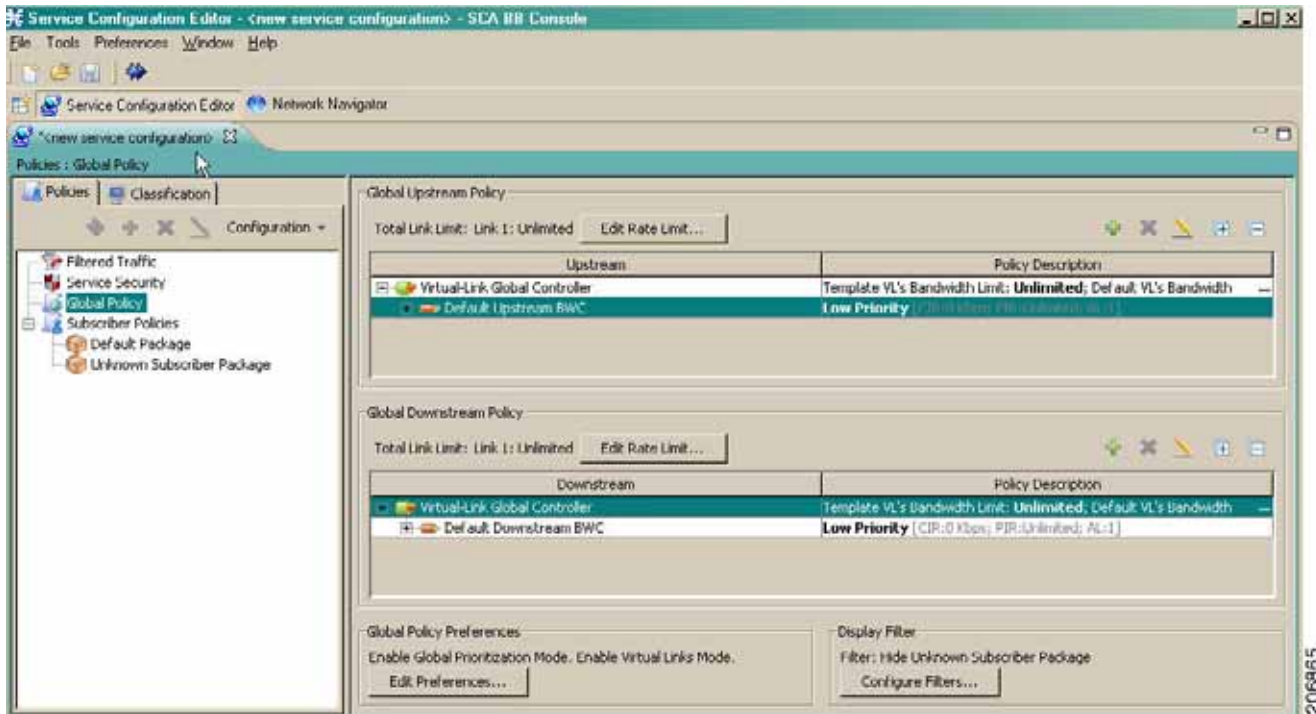 Service Configuration Editor - <new service configuration> - SCA BB Console
File Tools Preferences Window Help
Service Configuration Editor Network Navigator
*<new service configuration>
Policies : Global Policy
Policies Classification
Configuration
Filtered Traffic
Service Security
Global Policy
Subscriber Policies
Default Package
Unknown Subscriber Package
Global Upstream Policy
Total Link Limit: Link 1: Unlimited Edit Rate Limit...
Upstream Policy Description
Virtual-Link Global Controller Template VL's Bandwidth Limit: Unlimited; Default VL's Bandwidth ...
Default Upstream BWC Low Priority [CIR:0 Kbps; PIR:Unlimited; AL:1]
Global Downstream Policy
Total Link Limit: Link 1: Unlimited Edit Rate Limit...
Downstream Policy Description
Virtual-Link Global Controller Template VL's Bandwidth Limit: Unlimited; Default VL's Bandwidth ...
Default Downstream BWC Low Priority [CIR:0 Kbps; PIR:Unlimited; AL:1]
Global Policy Preferences
Enable Global Prioritization Mode. Enable Virtual Links Mode.
Edit Preferences...
Display Filter
Filter: Hide Unknown Subscriber Package
Configure Filters...
206865